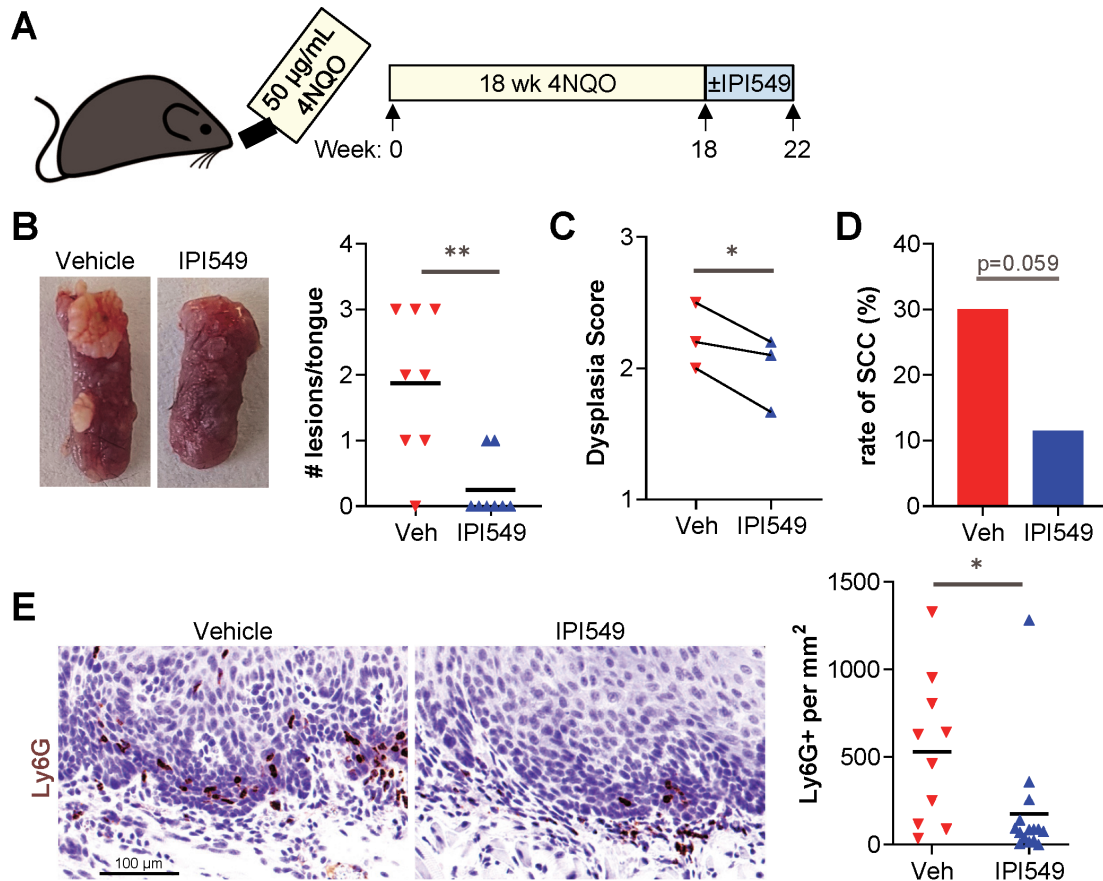 A
50 µg/mL
4NQO
18 wk 4NQO
±IPI549
Week: 0
18
22
B
Vehicle
IPI549
# lesions/tongue
4
3
2
1
0
**
Veh
IPI549
C
Dysplasia Score
3
2
1
*
Veh
IPI549
D
rate of SCC (%)
40
30
20
10
0
p=0.059
Veh
IPI549
E
Vehicle
IPI549
Ly6G
100 µm
Ly6G+ per mm²
1500
1000
500
0
*
Veh
IPI549